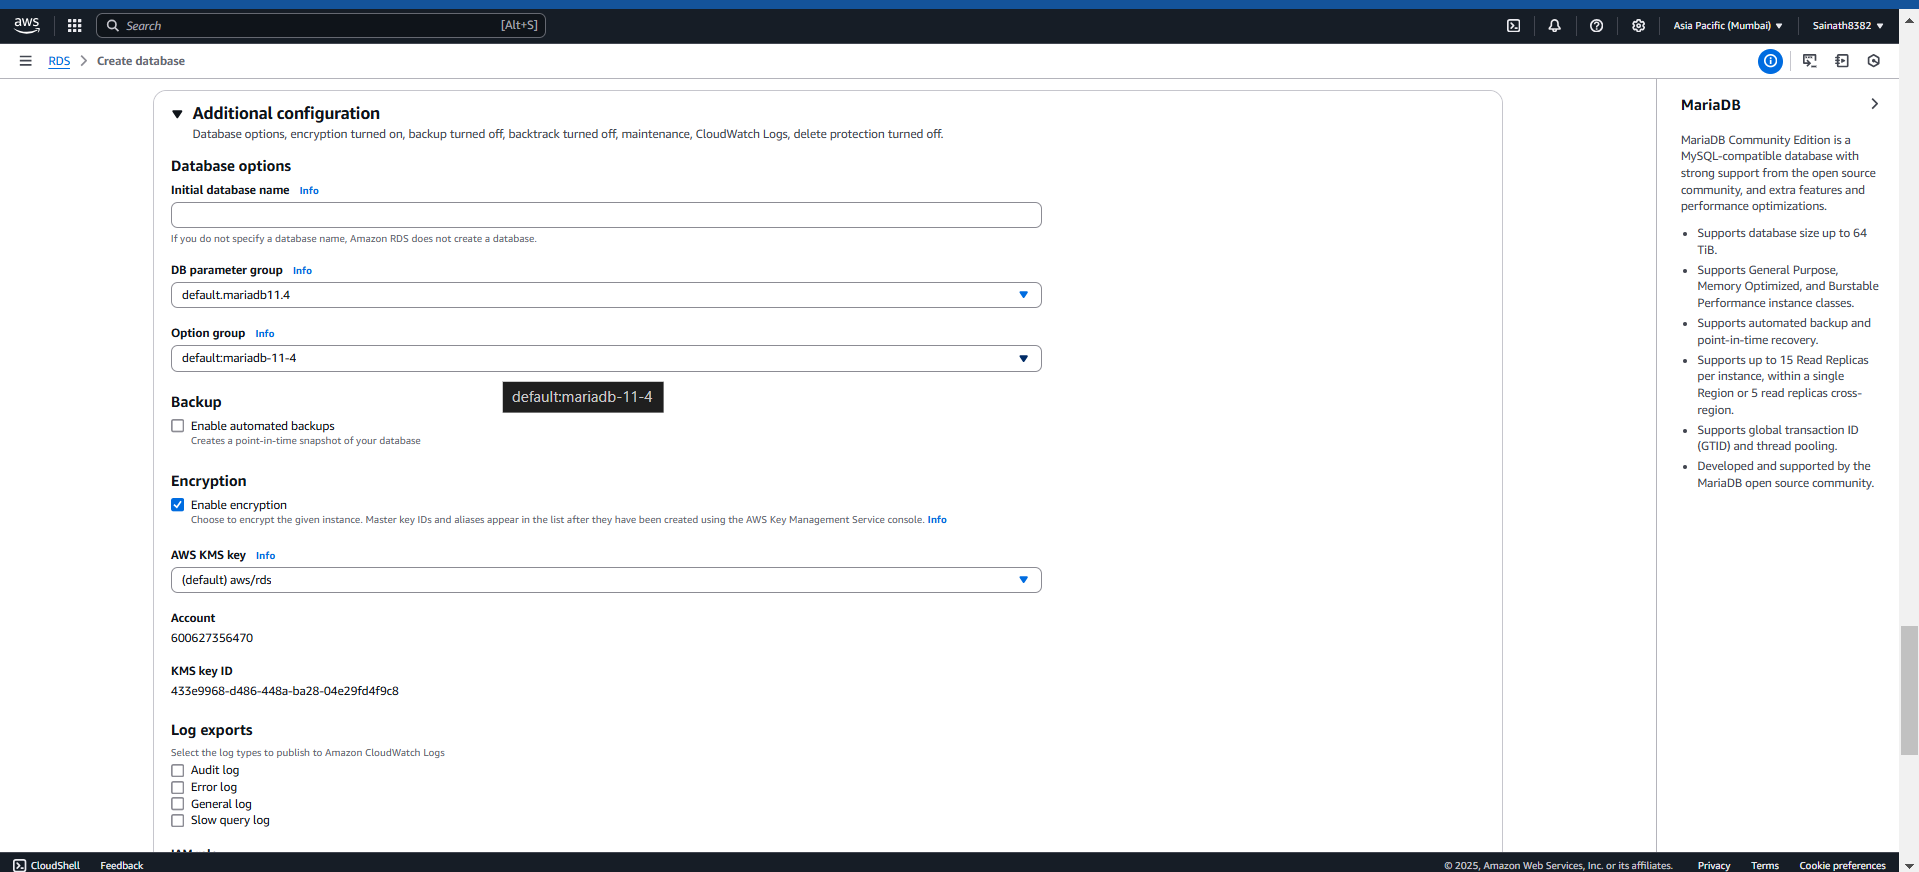 aws
Search
[Alt+S]
Asia Pacific (Mumbai)
Sainath8382
RDS
Create database
Additional configuration
Database options, encryption turned on, backup turned off, backtrack turned off, maintenance, CloudWatch Logs, delete protection turned off.
Database options
Initial database name Info
If you do not specify a database name, Amazon RDS does not create a database.
DB parameter group Info
default.mariadb11.4
Option group Info
default:mariadb-11-4
default:mariadb-11-4
Backup
Enable automated backups
Creates a point-in-time snapshot of your database
Encryption
Enable encryption
Choose to encrypt the given instance. Master key IDs and aliases appear in the list after they have been created using the AWS Key Management Service console. Info
AWS KMS key Info
(default) aws/rds
Account
600627356470
KMS key ID
433e9968-d486-448a-ba28-04e29fd4f9c8
Log exports
Select the log types to publish to Amazon CloudWatch Logs
Audit log
Error log
General log
Slow query log
MariaDB
MariaDB Community Edition is a
MySQL-compatible database with
strong support from the open source
community, and extra features and
performance optimizations.
Supports database size up to 64
TiB.
Supports General Purpose,
Memory Optimized, and Burstable
Performance instance classes.
Supports automated backup and
point-in-time recovery.
Supports up to 15 Read Replicas
per instance, within a single
Region or 5 read replicas cross-
region.
Supports global transaction ID
(GTID) and thread pooling.
Developed and supported by the
MariaDB open source community.
CloudShell
Feedback
© 2025, Amazon Web Services, Inc. or its affiliates.
Privacy
Terms
Cookie preferences